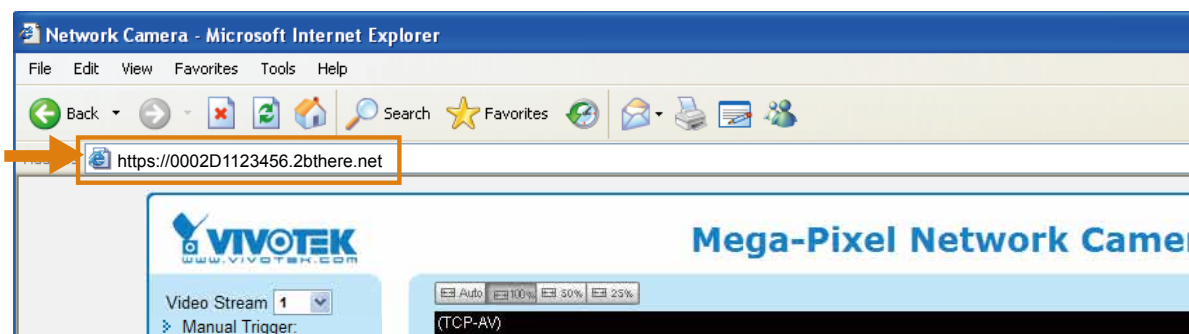 Network Camera - Microsoft Internet Explorer
File Edit View Favorites Tools Help
Back Search Favorites
https://0002D1123456.2bthere.net
VIVOTEK
www.vivotek.com
Mega-Pixel Network Came
Video Stream 1
Auto 100% 50% 25%
Manual Trigger:
(TCP-AV)